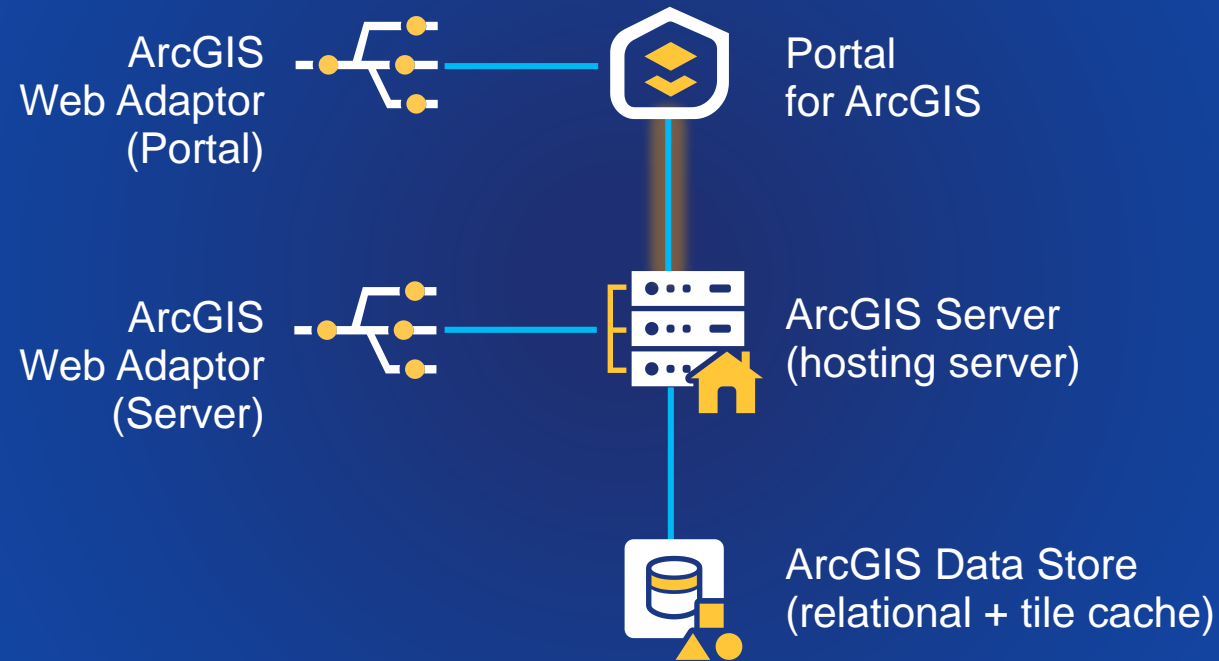 ArcGIS
Web Adaptor
(Portal)
Portal
for ArcGIS
ArcGIS
Web Adaptor
(Server)
ArcGIS Server
(hosting server)
ArcGIS Data Store
(relational + tile cache)